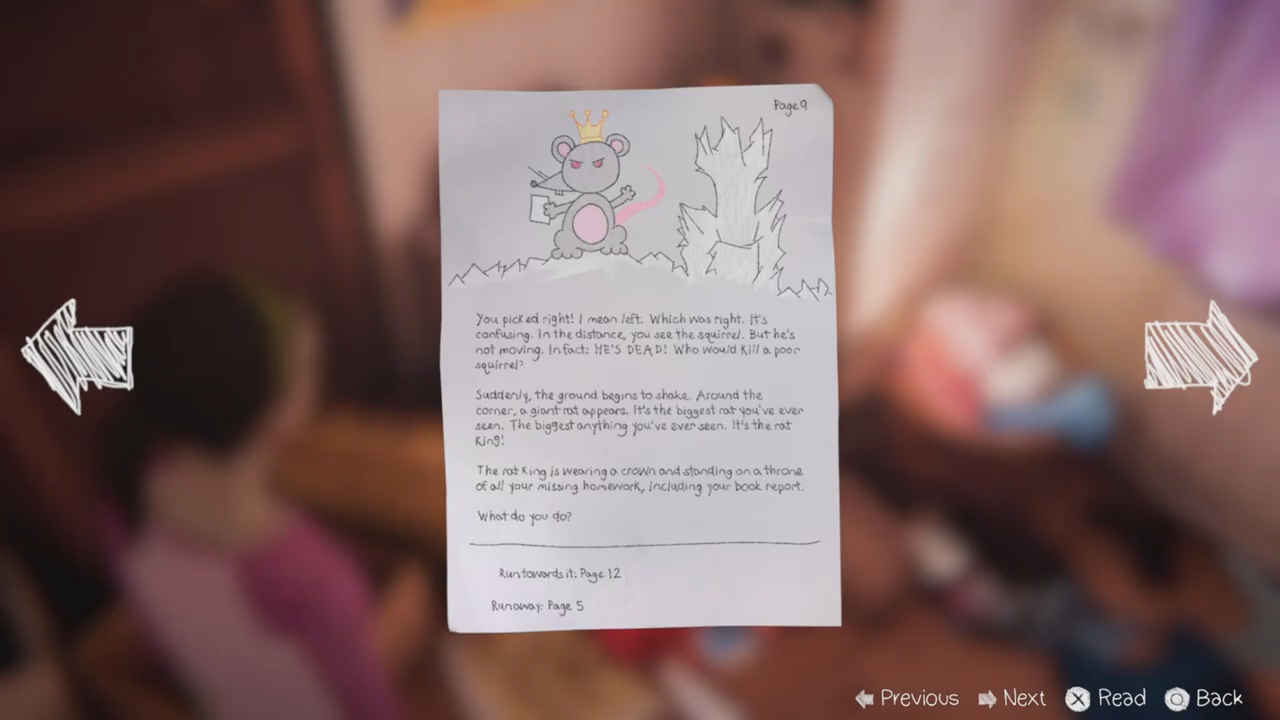 Page 9
You picked right! I mean left. Which was right. It's
confusing. In the distance, you see the squirrel. But he's
not moving. In fact: HE'S DEAD! Who would kill a poor
squirrel?
Suddenly, the ground begins to shake. Around the
corner, a giant rat appears. It's the biggest rat you've ever
seen. The biggest anything you've ever seen. It's the rat
king!
The rat king is wearing a crown and standing on a throne
of all your missing homework, including your book report.
What do you do?
Run towards it: Page 12
Run away: Page 5
Previous Next Read Back